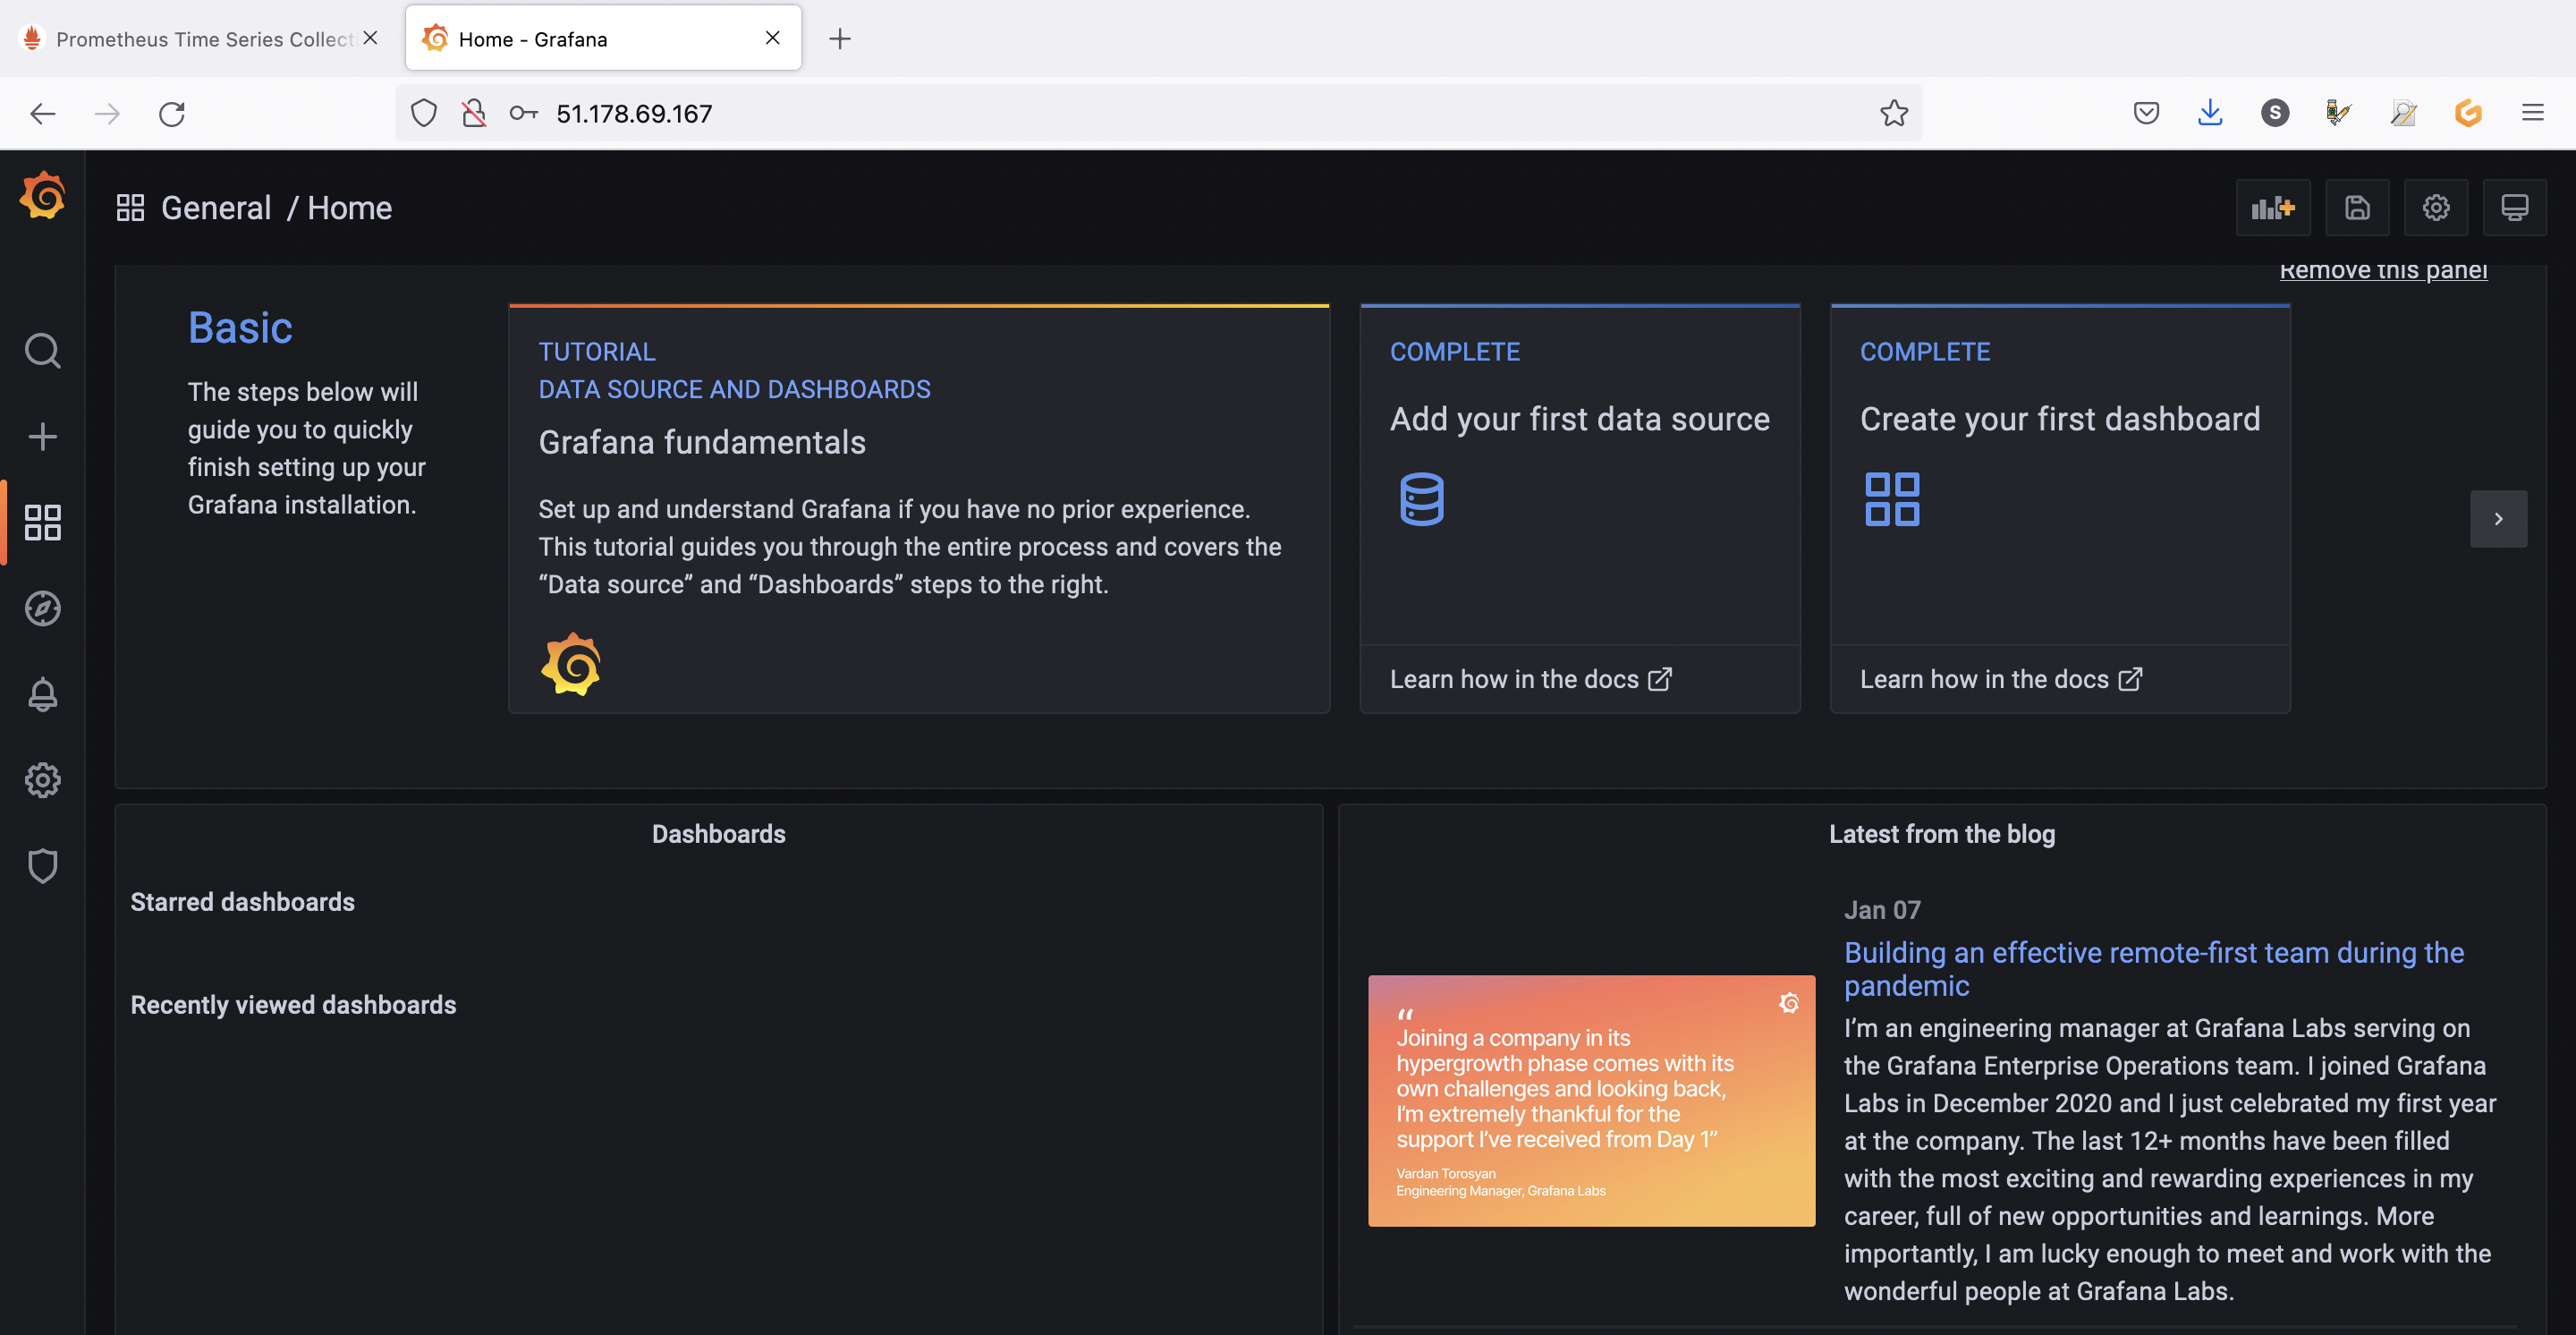 Prometheus Time Series Collect
Home - Grafana
51.178.69.167
S
General / Home
Remove this panel
Basic
The steps below will
guide you to quickly
finish setting up your
Grafana installation.
TUTORIAL
DATA SOURCE AND DASHBOARDS
Grafana fundamentals
Set up and understand Grafana if you have no prior experience.
This tutorial guides you through the entire process and covers the
“Data source” and “Dashboards” steps to the right.
COMPLETE
Add your first data source
Learn how in the docs
COMPLETE
Create your first dashboard
Learn how in the docs
Dashboards
Starred dashboards
Recently viewed dashboards
Latest from the blog
“
Joining a company in its
hypergrowth phase comes with its
own challenges and looking back,
I’m extremely thankful for the
support I’ve received from Day 1”
Vardan Torosyan
Engineering Manager, Grafana Labs
Jan 07
Building an effective remote-first team during the
pandemic
I’m an engineering manager at Grafana Labs serving on
the Grafana Enterprise Operations team. I joined Grafana
Labs in December 2020 and I just celebrated my first year
at the company. The last 12+ months have been filled
with the most exciting and rewarding experiences in my
career, full of new opportunities and learnings. More
importantly, I am lucky enough to meet and work with the
wonderful people at Grafana Labs.